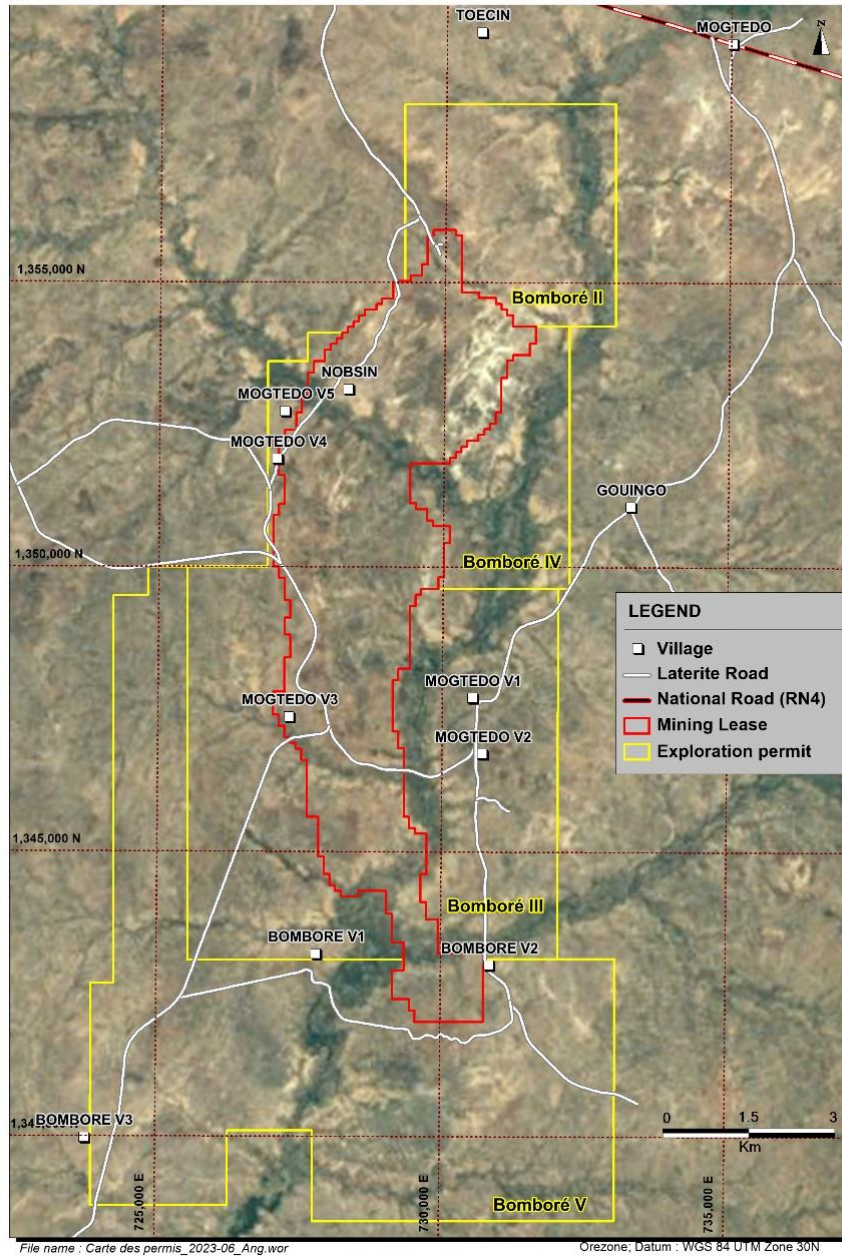 TOECIN
MOGTEDO
N
1,355,000 N
Bomboré II
NOBSIN
MOGTEDO V5
MOGTEDO V4
GOUINGO
1,350,000 N
Bomboré IV
LEGEND
Village
Laterite Road
National Road (RN4)
Mining Lease
Exploration permit
MOGTEDO V1
MOGTEDO V3
MOGTEDO V2
1,345,000 N
Bomboré III
BOMBORE V1
BOMBORE V2
BOMBORE V3
0 1.5 3
Km
725,000 E
730,000 E
735,000 E
Bomboré V
File name : Carte des permis_2023-06_Ang.wor
Orezone; Datum : WGS 84 UTM Zone 30N